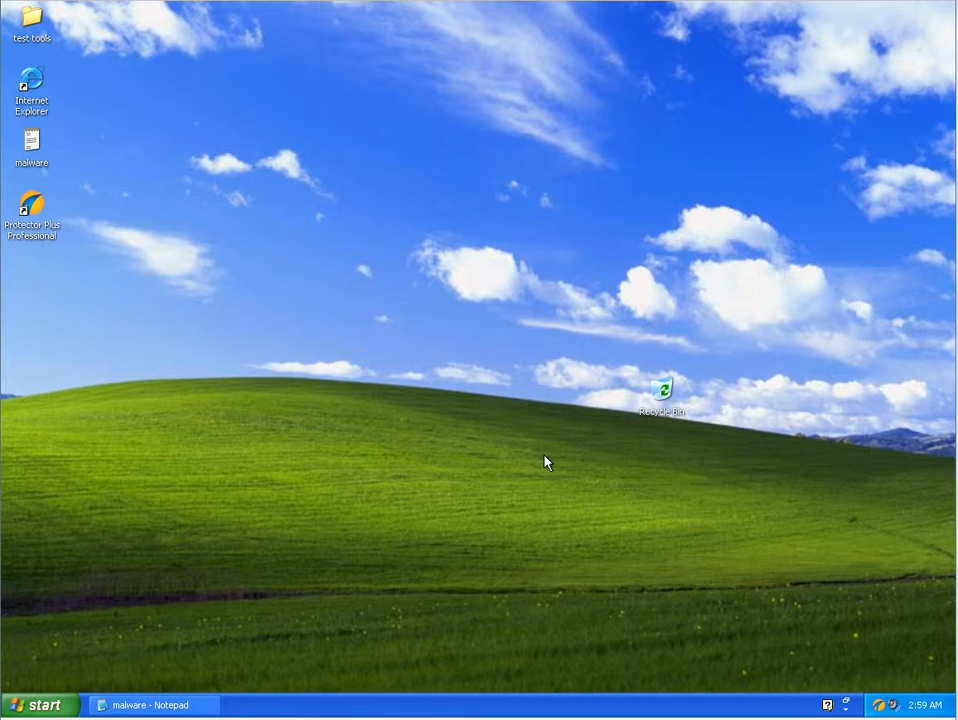 test tools
Internet
Explorer
malware
Protector Plus
Professional
Recycle Bin
start
malware - Notepad
?
2:59 AM